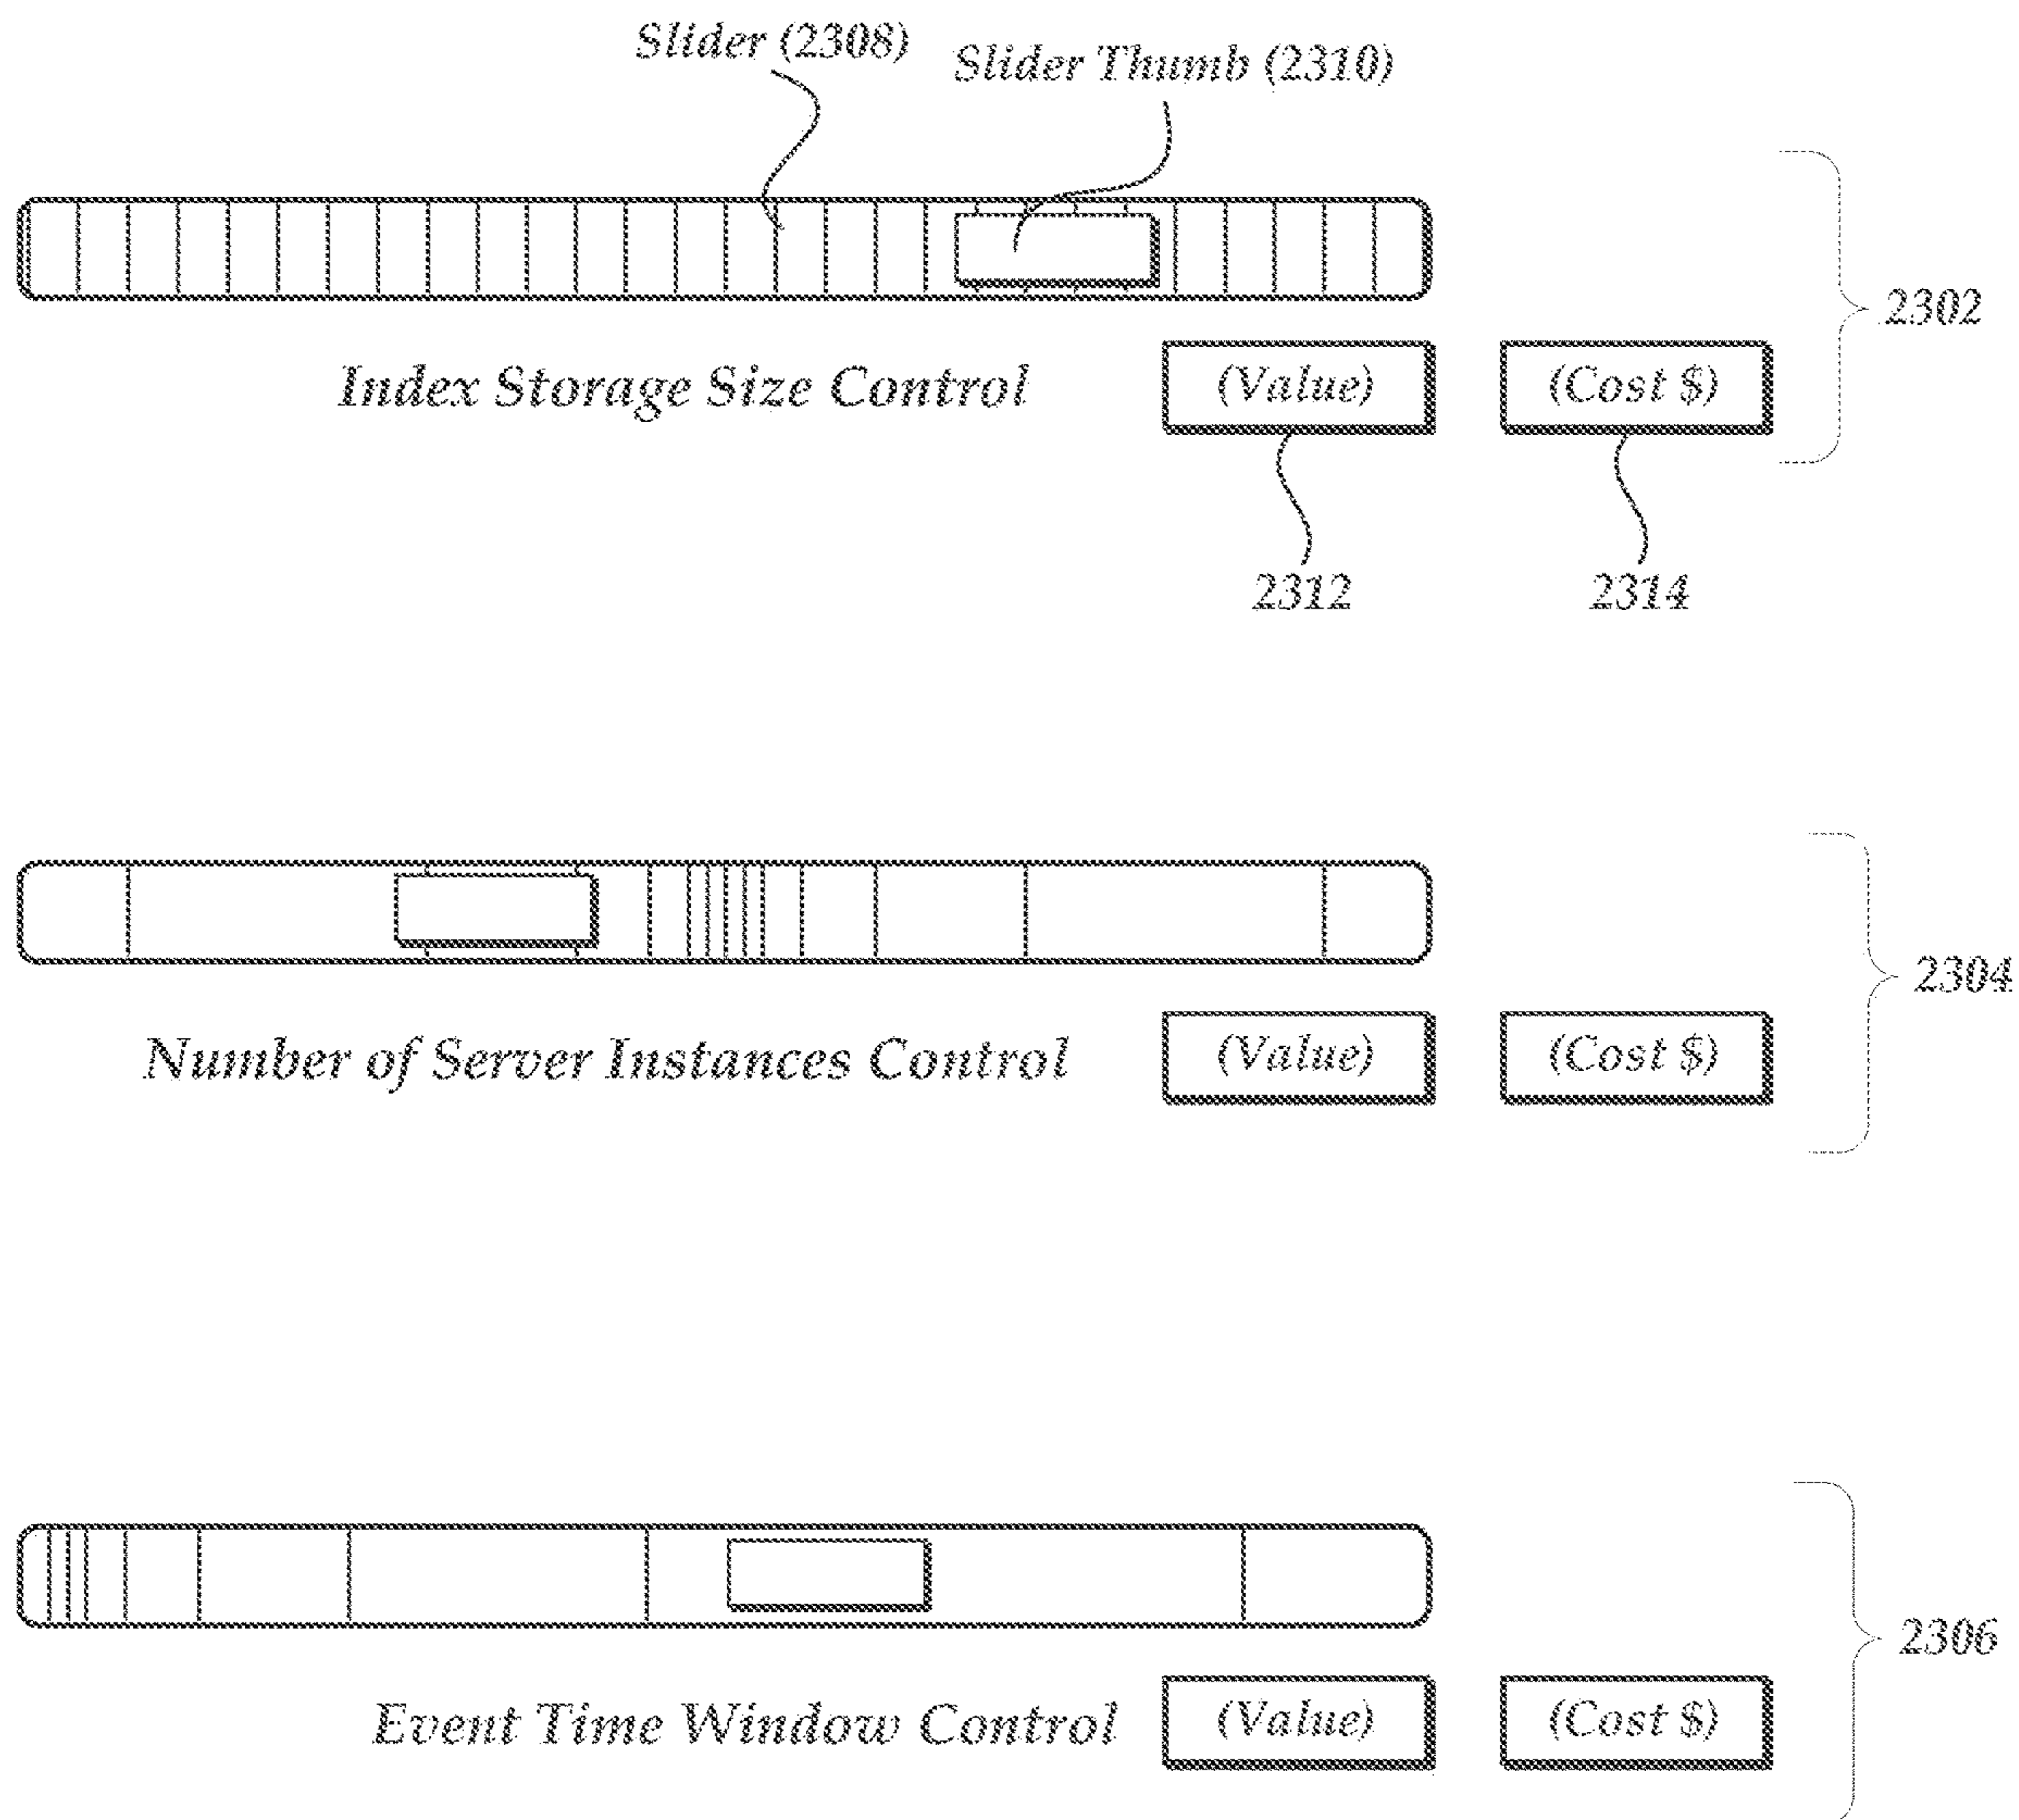 Slider (2308)
Slider Thumb (2310)
2302
Index Storage Size Control
(Value)
(Cost $)
2312
2314
2304
Number of Server Instances Control
(Value)
(Cost $)
2306
Event Time Window Control
(Value)
(Cost $)